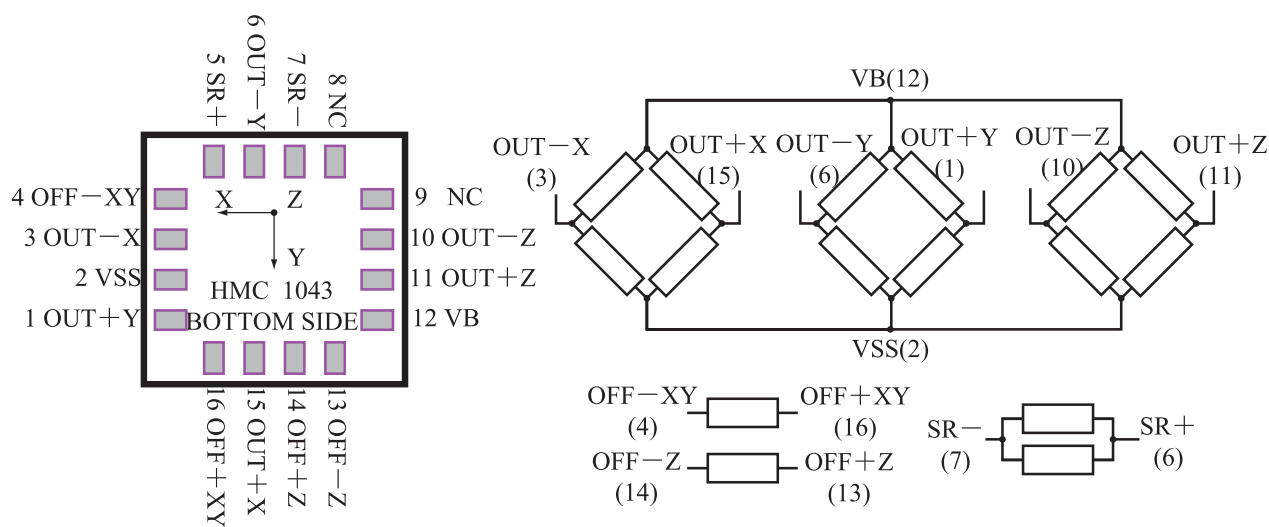 5 SR+
6 OUT−Y
7 SR−
8 NC
4 OFF−XY
3 OUT−X
2 VSS
1 OUT+Y
X
Z
Y
HMC 1043
BOTTOM SIDE
9 NC
10 OUT−Z
11 OUT+Z
12 VB
16 OFF+XY
15 OUT+X
14 OFF+Z
13 OFF−Z
VB(12)
OUT−X
(3)
OUT+X
(15)
OUT−Y
(6)
OUT+Y
(1)
OUT−Z
(10)
OUT+Z
(11)
VSS(2)
OFF−XY
(4)
OFF+XY
(16)
OFF−Z
(14)
OFF+Z
(13)
SR−
(7)
SR+
(6)